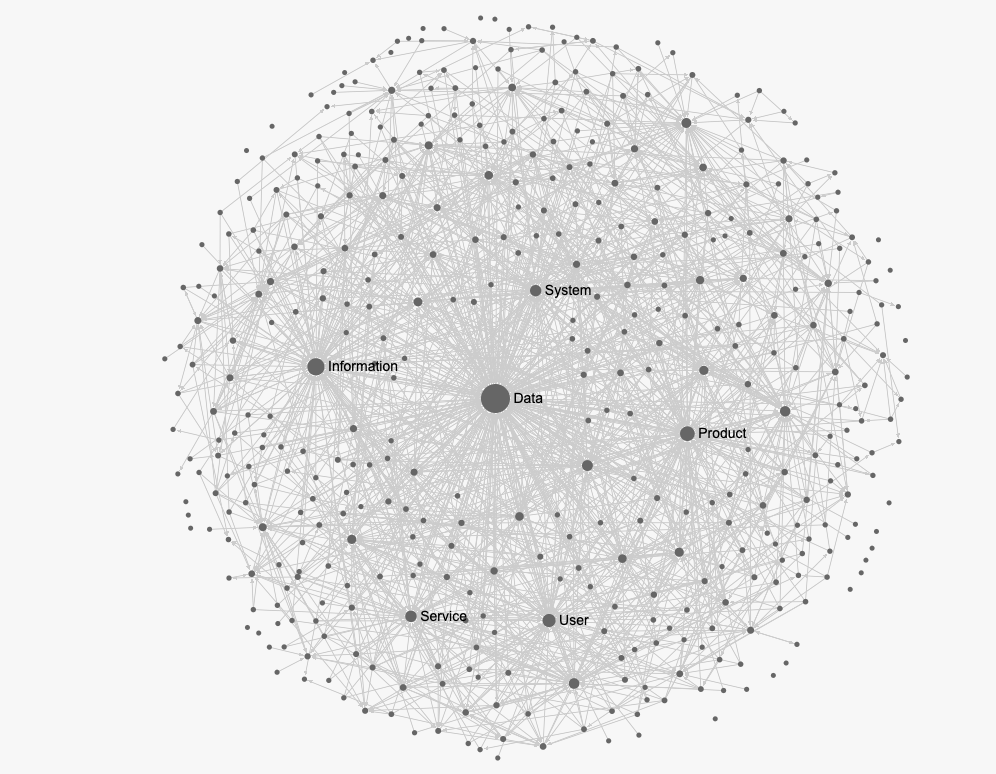 System
Information
Data
Product
Service
User